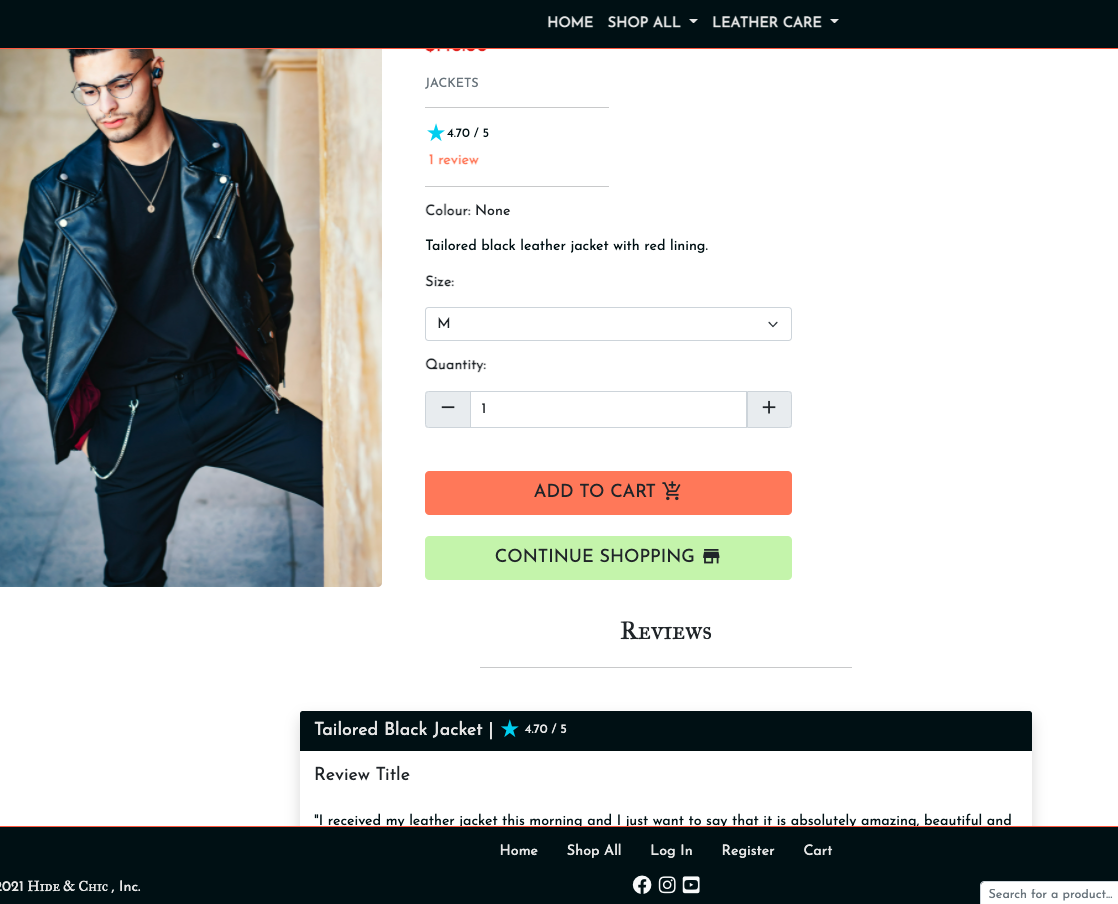 HOME SHOP ALL LEATHER CARE
JACKETS
4.70 / 5
1 review
Colour: None
Tailored black leather jacket with red lining.
Size:
M
Quantity:
1
ADD TO CART
CONTINUE SHOPPING
Reviews
Tailored Black Jacket | 4.70 / 5
Review Title
"I received my leather jacket this morning and I just want to say that it is absolutely amazing, beautiful and
Home Shop All Log In Register Cart
2021 Hide & Chic , Inc.
Search for a product...